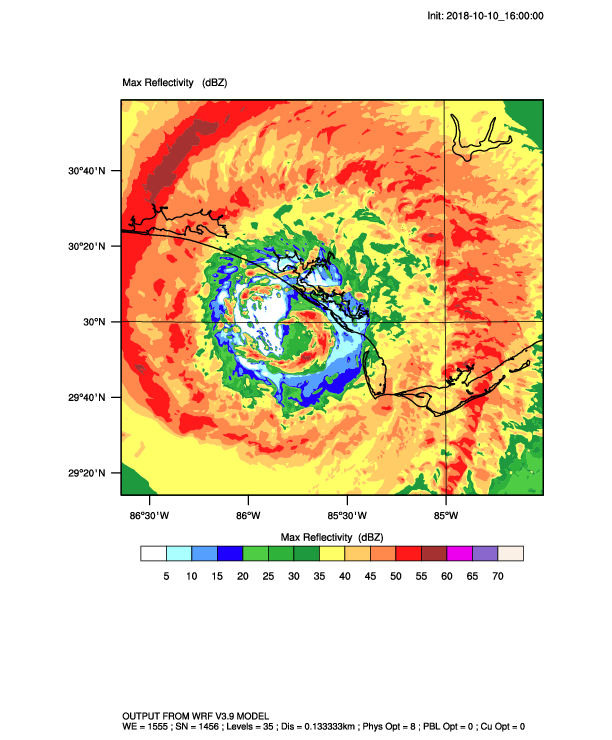 Init: 2018-10-10_16:00:00
Max Reflectivity (dBZ)
30°40'N
30°20'N
30°N
29°40'N
29°20'N
86°30'W 86°W 85°30'W 85°W
Max Reflectivity (dBZ)
5 10 15 20 25 30 35 40 45 50 55 60 65 70
OUTPUT FROM WRF V3.9 MODEL
WE = 1555 ; SN = 1456 ; Levels = 35 ; Dis = 0.133333km ; Phys Opt = 8 ; PBL Opt = 0 ; Cu Opt = 0